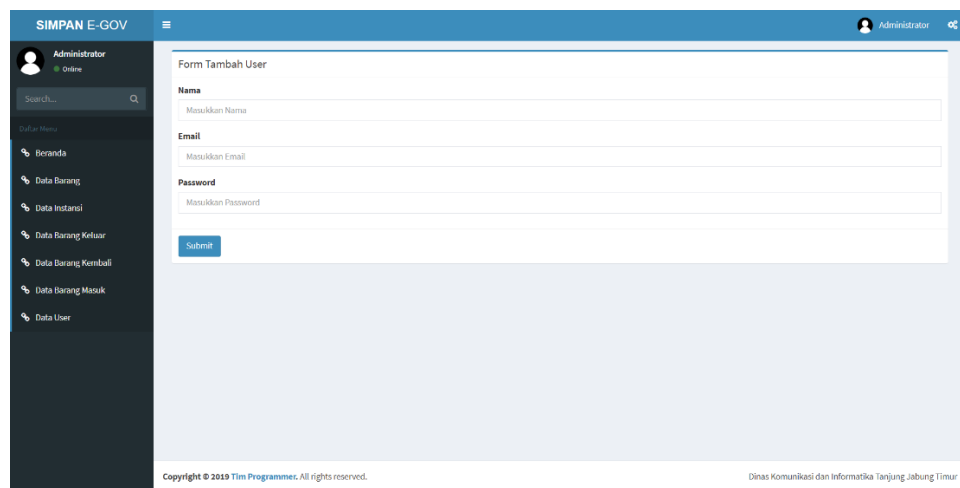 SIMPAN E-GOV
Administrator
Administrator
Online
Search...
Daftar Menu
Beranda
Data Barang
Data Instansi
Data Barang Keluar
Data Barang Kembali
Data Barang Masuk
Data User
Form Tambah User
Nama
Masukkan Nama
Email
Masukkan Email
Password
Masukkan Password
Submit
Copyright © 2019 Tim Programmer. All rights reserved.
Dinas Komunikasi dan Informatika Tanjung Jabung Timur